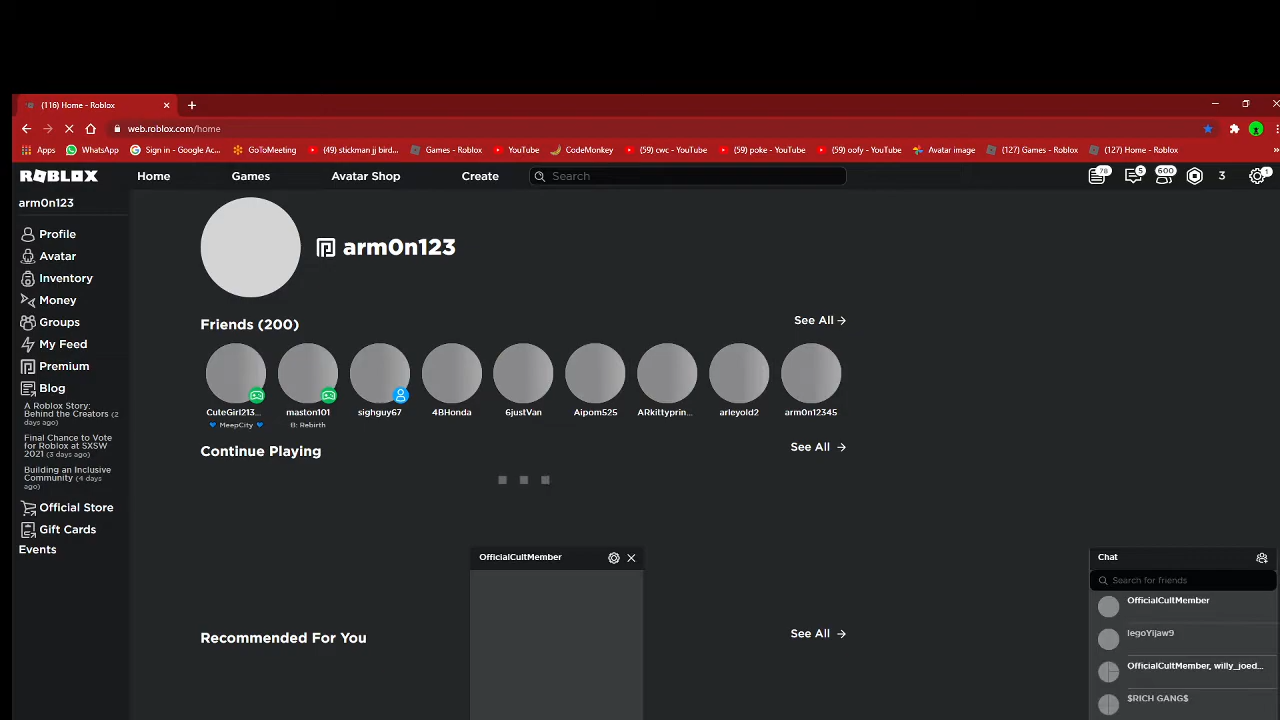 (116) Home - Roblox
web.roblox.com/home
Apps WhatsApp Sign in - Google Ac... GoToMeeting (49) stickman jj bird... Games - Roblox YouTube CodeMonkey (59) cwc - YouTube (59) poke - YouTube (59) oofy - YouTube Avatar image (127) Games - Roblox (127) Home - Roblox
ROBLOX Home Games Avatar Shop Create Search 78 5 600 3 1
arm0n123
Profile
Avatar
Inventory
Money
Groups
My Feed
Premium
Blog
A Roblox Story:
Behind the Creators (2
days ago)
Final Chance to Vote
for Roblox at SXSW
2021 (3 days ago)
Building an Inclusive
Community (4 days
ago)
Official Store
Gift Cards
Events
arm0n123
Friends (200) See All
CuteGirl213... maston101 sighguy67 4BHonda 6justVan Aipom525 ARkittyprin... arleyold2 arm0n12345
MeepCity B: Rebirth
Continue Playing See All
Recommended For You See All
OfficialCultMember
Chat
Search for friends
OfficialCultMember
legoYijaw9
OfficialCultMember, willy_joed...
$RICH GANG$